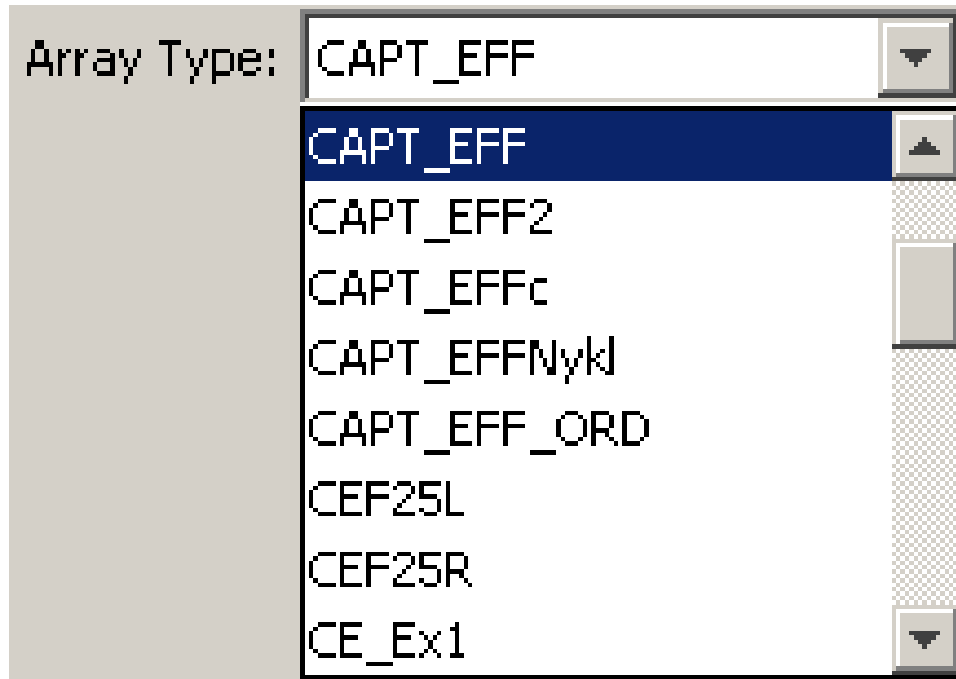 Array Type: CAPT_EFF
CAPT_EFF
CAPT_EFF2
CAPT_EFFc
CAPT_EFFNykl
CAPT_EFF_ORD
CEF25L
CEF25R
CE_Ex1